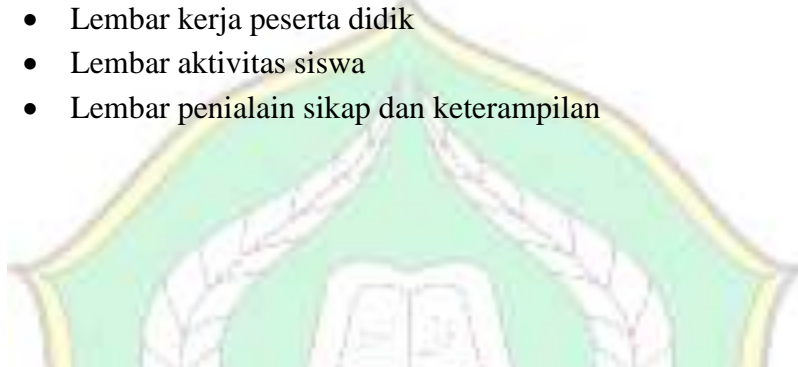 • Lembar kerja peserta didik
• Lembar aktivitas siswa
• Lembar penialain sikap dan keterampilan